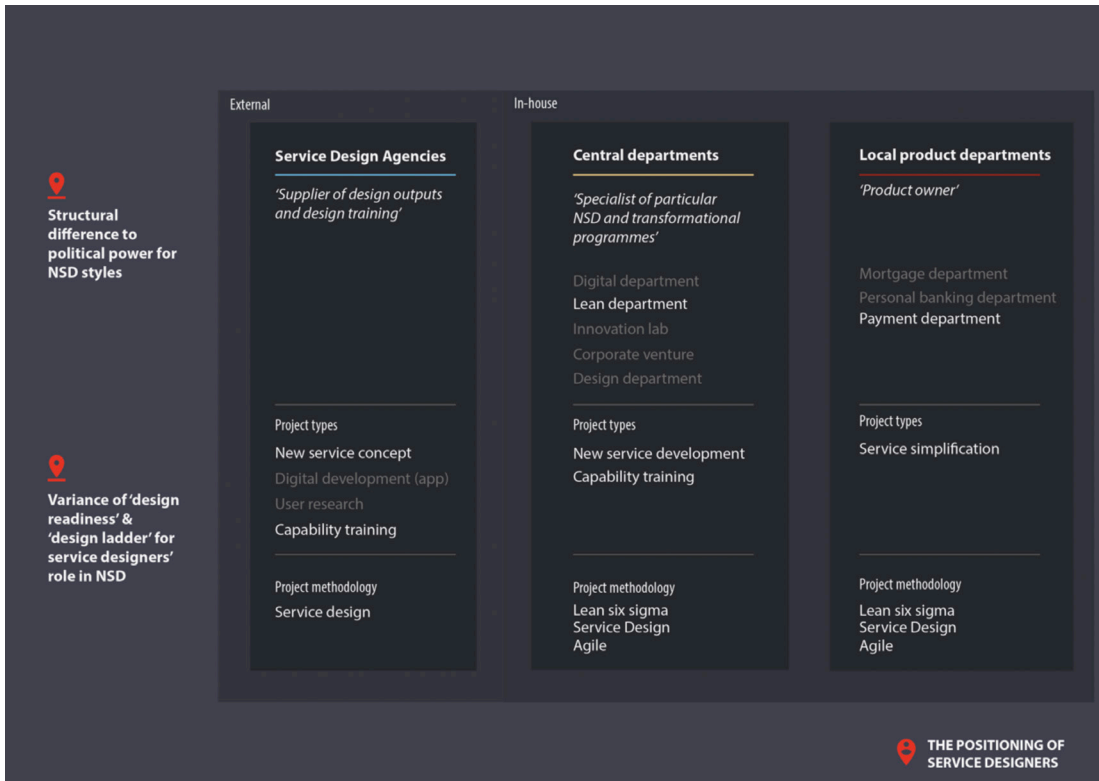 External
In-house
Service Design Agencies
‘Supplier of design outputs
and design training’
Central departments
‘Specialist of particular
NSD and transformational
programmes’
Local product departments
‘Product owner’
Structural
difference to
political power for
NSD styles
Digital department
Lean department
Innovation lab
Corporate venture
Design department
Mortgage department
Personal banking department
Payment department
Variance of ‘design
readiness’ &
‘design ladder’ for
service designers’
role in NSD
Project types
New service concept
Digital development (app)
User research
Capability training
Project types
New service development
Capability training
Project types
Service simplification
Project methodology
Service design
Project methodology
Lean six sigma
Service Design
Agile
Project methodology
Lean six sigma
Service Design
Agile
THE POSITIONING OF
SERVICE DESIGNERS